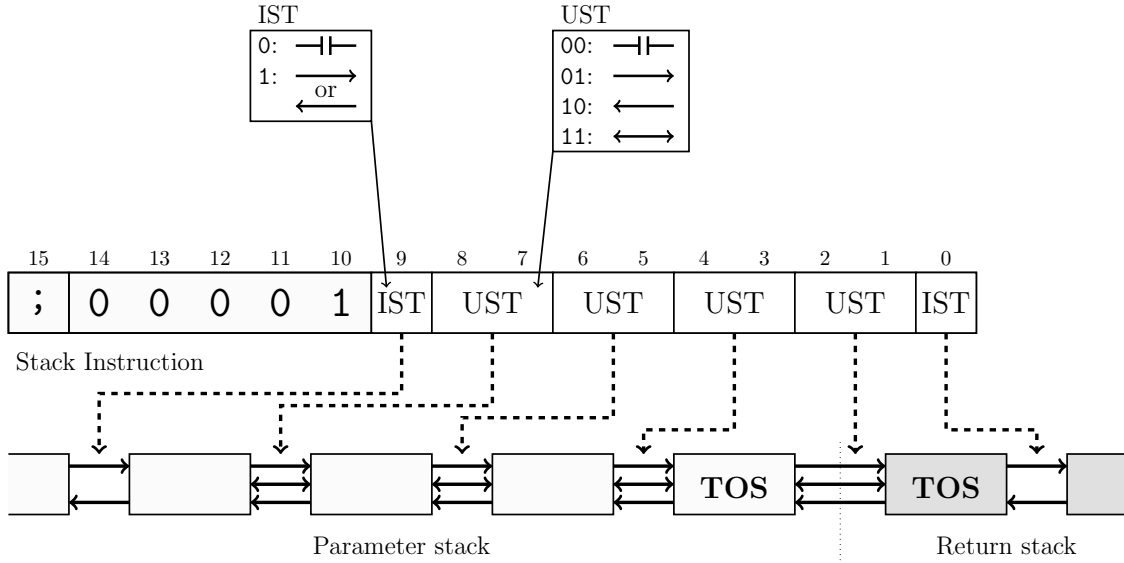 IST
UST
0:
1:
or
00:
01:
10:
11:
15 14 13 12 11 10 9 8 7 6 5 4 3 2 1 0
; 0 0 0 0 1 IST UST UST UST UST IST
Stack Instruction
TOS TOS
Parameter stack
Return stack